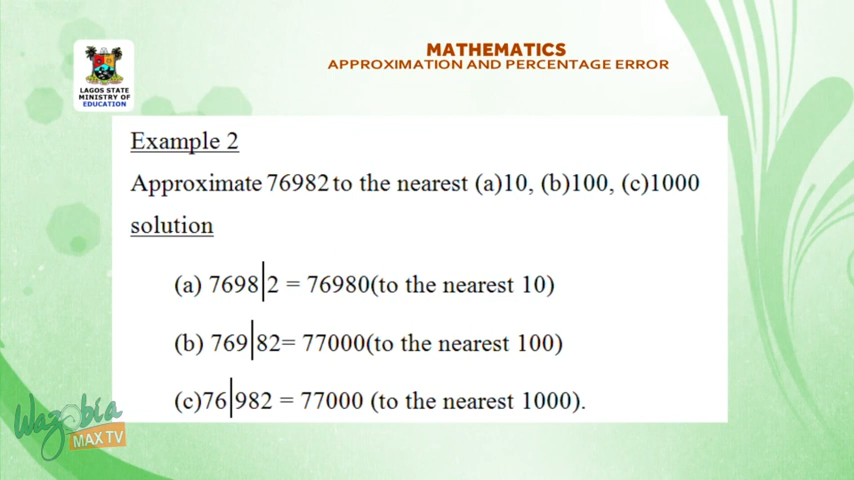 MATHEMATICS
APPROXIMATION AND PERCENTAGE ERROR
LAGOS STATE
MINISTRY OF
EDUCATION
Example 2
Approximate 76982 to the nearest (a)10, (b)100, (c)1000
solution
(a) 7698|2 = 76980(to the nearest 10)
(b) 769|82= 77000(to the nearest 100)
(c)76|982 = 77000 (to the nearest 1000).
Wazobia
MAX TV